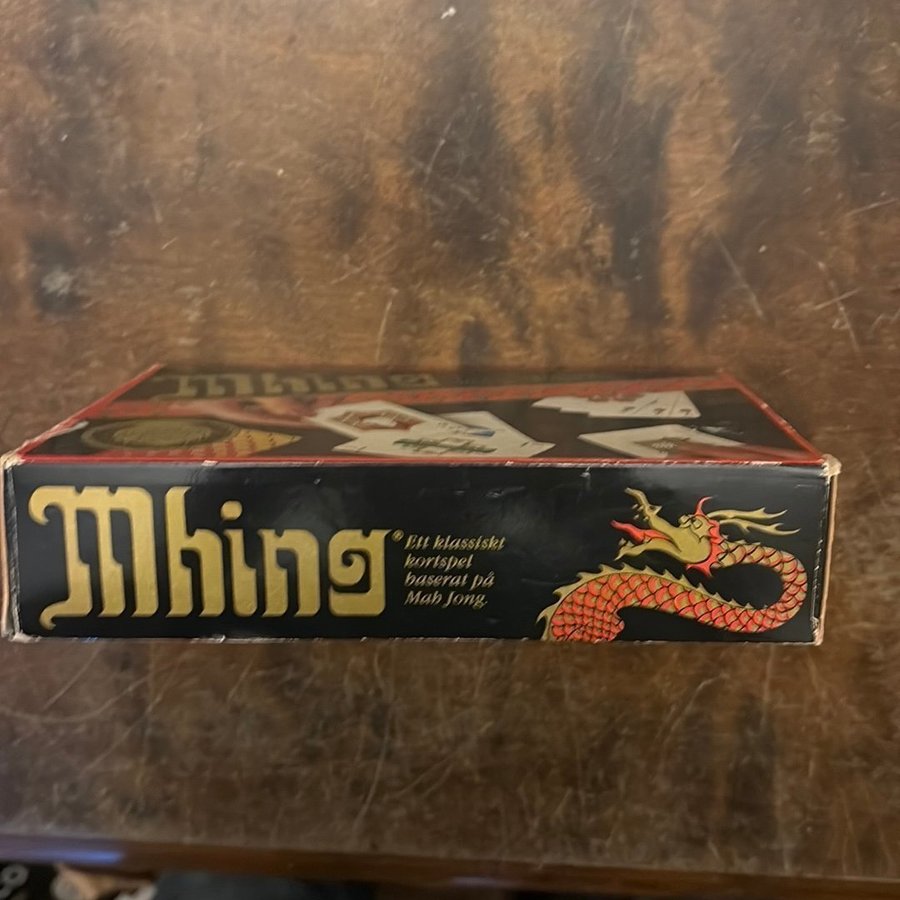 Mhing®
Ett klassiskt
kortspel
baserat på
Mah Jong.